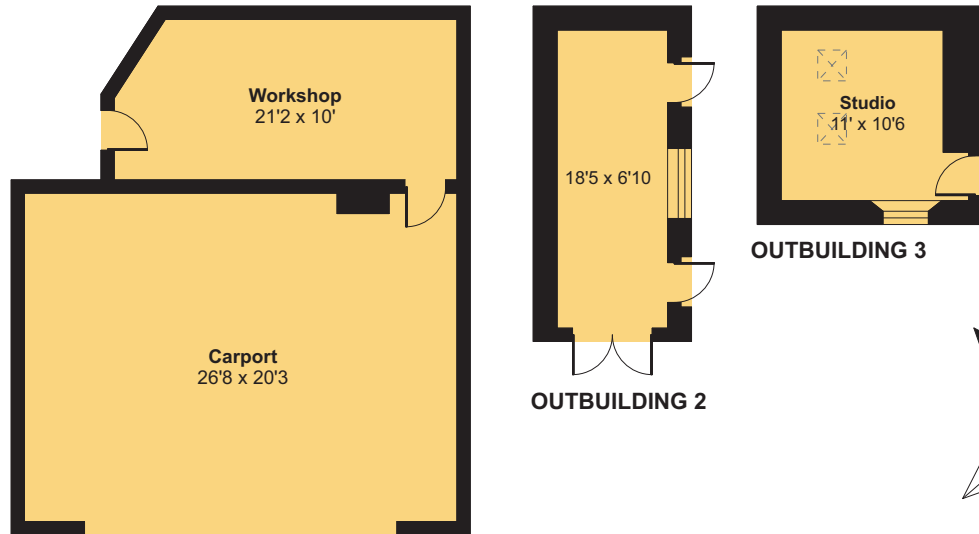 Workshop
21'2 x 10'
Carport
26'8 x 20'3
18'5 x 6'10
OUTBUILDING 2
Studio
11' x 10'6
OUTBUILDING 3